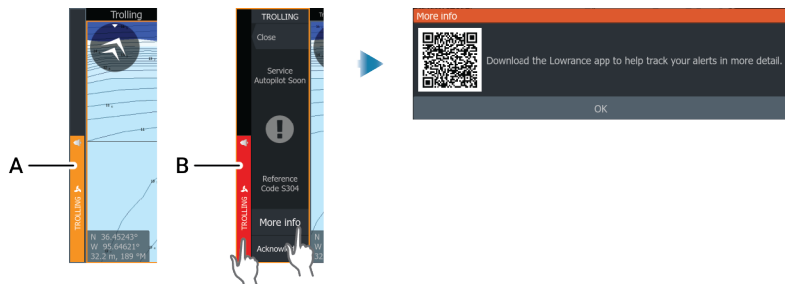 Trolling
A
TROLLING
N 36.45243°
W 95.64621°
32.2 m, 189 °M
B
TROLLING
TROLLING
Close
Service
Autopilot Soon
Reference
Code S304
More info
More info
Download the Lowrance app to help track your alerts in more detail.
OK